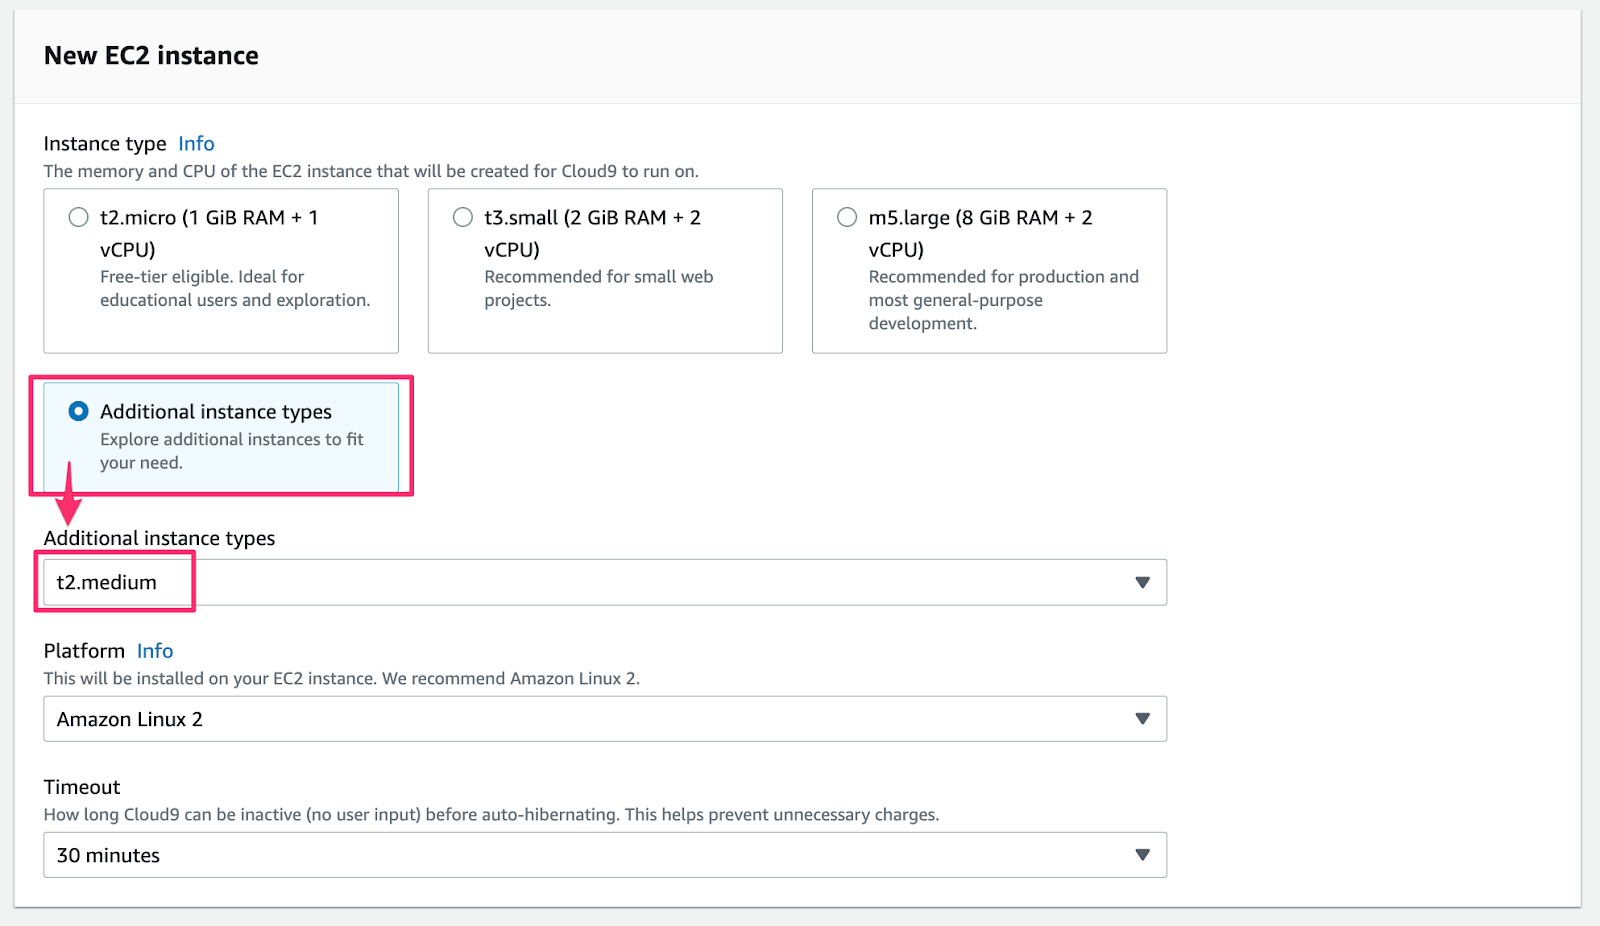 New EC2 instance
Instance type Info
The memory and CPU of the EC2 instance that will be created for Cloud9 to run on.
t2.micro (1 GiB RAM + 1
vCPU)
Free-tier eligible. Ideal for
educational users and exploration.
t3.small (2 GiB RAM + 2
vCPU)
Recommended for small web
projects.
m5.large (8 GiB RAM + 2
vCPU)
Recommended for production and
most general-purpose
development.
Additional instance types
Explore additional instances to fit
your need.
Additional instance types
t2.medium
Platform Info
This will be installed on your EC2 instance. We recommend Amazon Linux 2.
Amazon Linux 2
Timeout
How long Cloud9 can be inactive (no user input) before auto-hibernating. This helps prevent unnecessary charges.
30 minutes